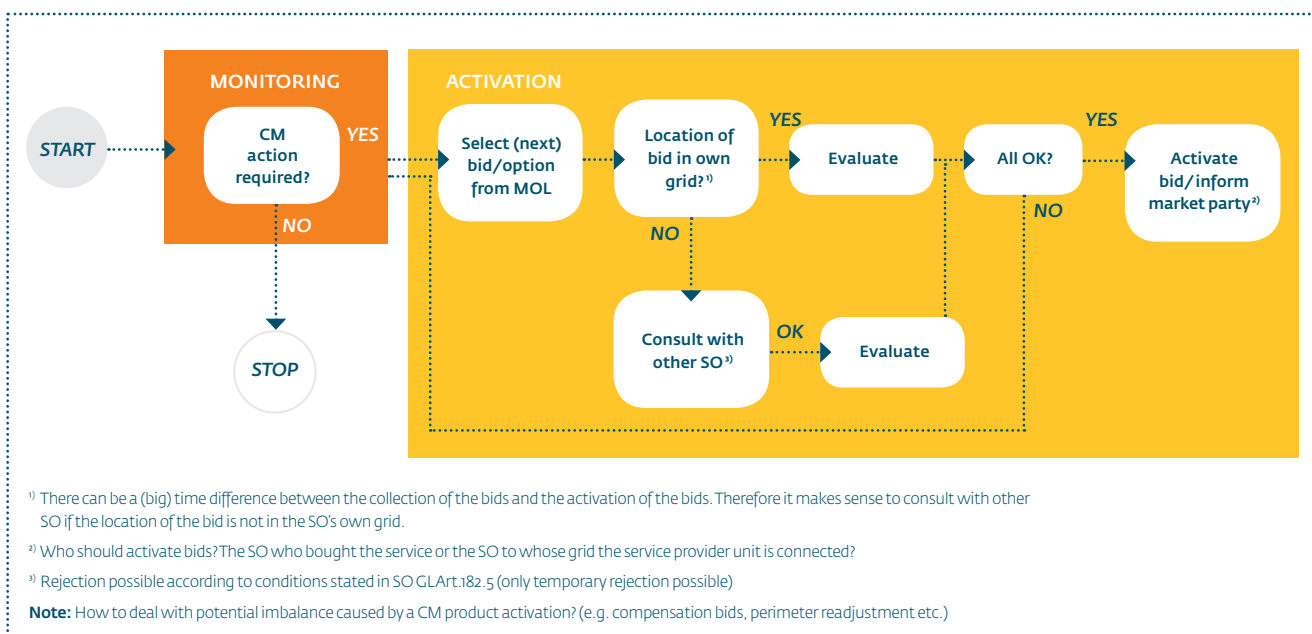 MONITORING
ACTIVATION
START
CM
action
required?
YES
NO
STOP
Select (next)
bid/option
from MOL
Location of
bid in own
grid?¹⁾
YES
NO
Evaluate
All OK?
YES
NO
Activate
bid/inform
market party²⁾
Consult with
other SO³⁾
OK
Evaluate
¹⁾ There can be a (big) time difference between the collection of the bids and the activation of the bids. Therefore it makes sense to consult with other
SO if the location of the bid is not in the SO's own grid.
²⁾ Who should activate bids? The SO who bought the service or the SO to whose grid the service provider unit is connected?
³⁾ Rejection possible according to conditions stated in SO GL Art.182.5 (only temporary rejection possible)
Note: How to deal with potential imbalance caused by a CM product activation? (e.g. compensation bids, perimeter readjustment etc.)